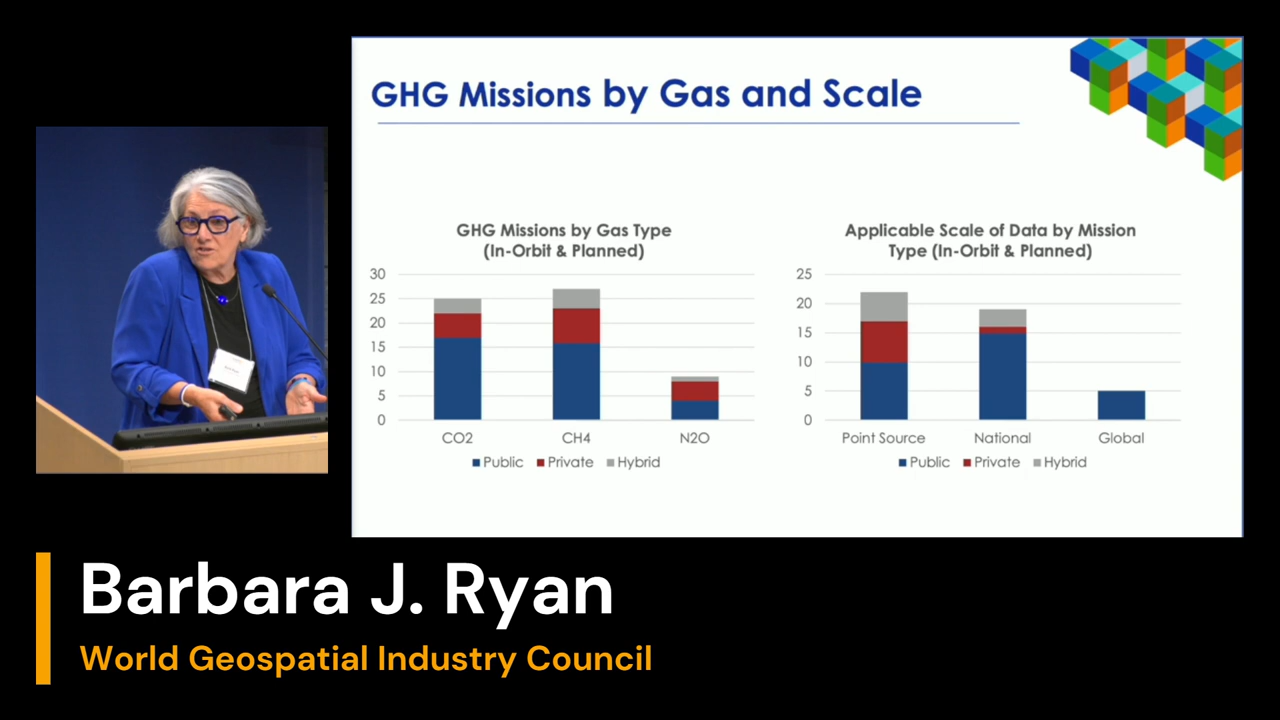 GHG Missions by Gas and Scale
GHG Missions by Gas Type
(In-Orbit & Planned)
30
25
20
15
10
5
0
CO2
CH4
N2O
Public
Private
Hybrid
Applicable Scale of Data by Mission
Type (In-Orbit & Planned)
25
20
15
10
5
0
Point Source
National
Global
Public
Private
Hybrid
Barbara J. Ryan
World Geospatial Industry Council